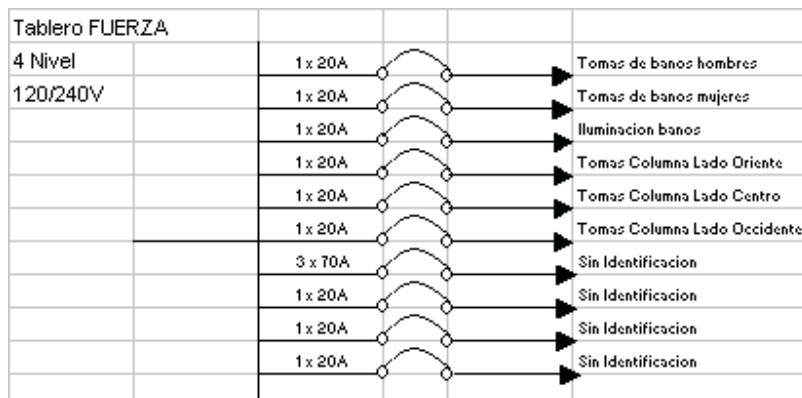 Tablero FUERZA
4 Nivel
1 x 20A Tomas de banos hombres
120/240V
1 x 20A Tomas de banos mujeres
1 x 20A Iluminacion banos
1 x 20A Tomas Columna Lado Oriente
1 x 20A Tomas Columna Lado Centro
1 x 20A Tomas Columna Lado Occidente
3 x 70A Sin Identificacion
1 x 20A Sin Identificacion
1 x 20A Sin Identificacion
1 x 20A Sin Identificacion